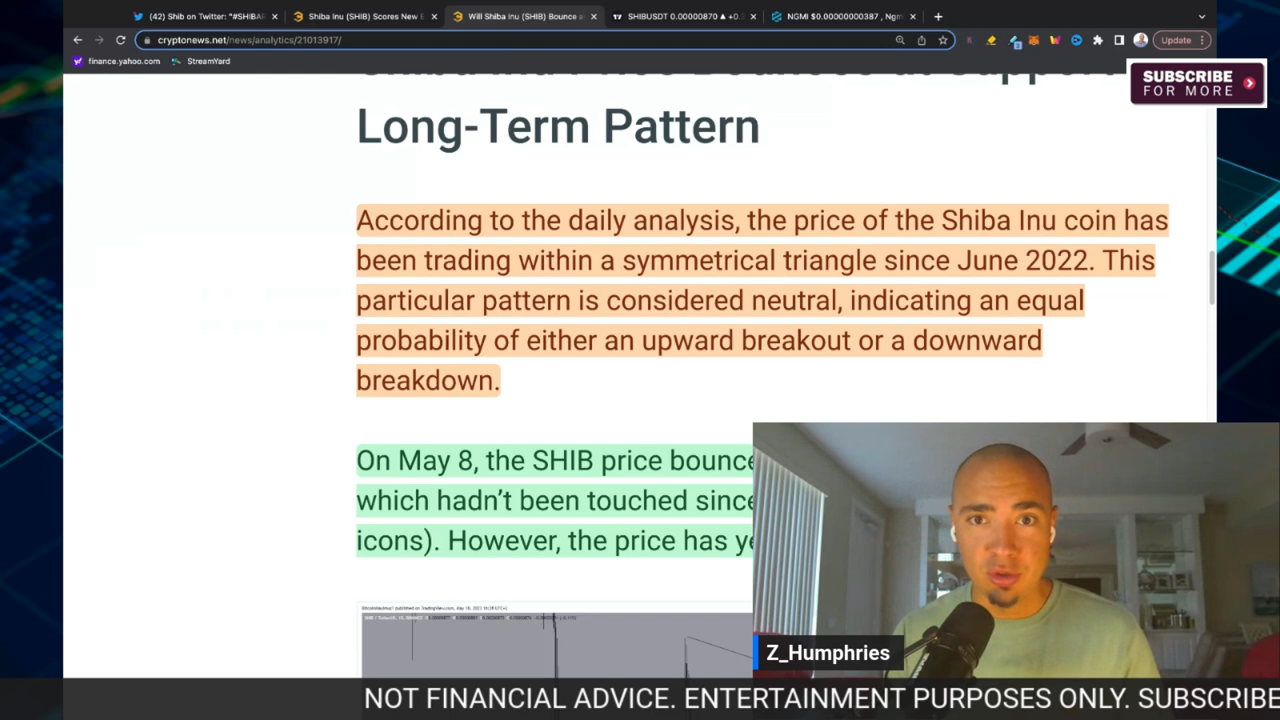 (42) Shib on Twitter: "#SHIBAR
Shiba Inu (SHIB) Scores New E
Will Shiba Inu (SHIB) Bounce a
SHIBUSDT 0.00000870 ▲ +0.
NGMI $0.00000000387 , Ngm
cryptonews.net/news/analytics/21013917/
Update
finance.yahoo.com
StreamYard
SUBSCRIBE
FOR MORE
Long-Term Pattern
According to the daily analysis, the price of the Shiba Inu coin has
been trading within a symmetrical triangle since June 2022. This
particular pattern is considered neutral, indicating an equal
probability of either an upward breakout or a downward
breakdown.
On May 8, the SHIB price bounce
which hadn't been touched since
icons). However, the price has ye
Z_Humphries
NOT FINANCIAL ADVICE. ENTERTAINMENT PURPOSES ONLY. SUBSCRIBE